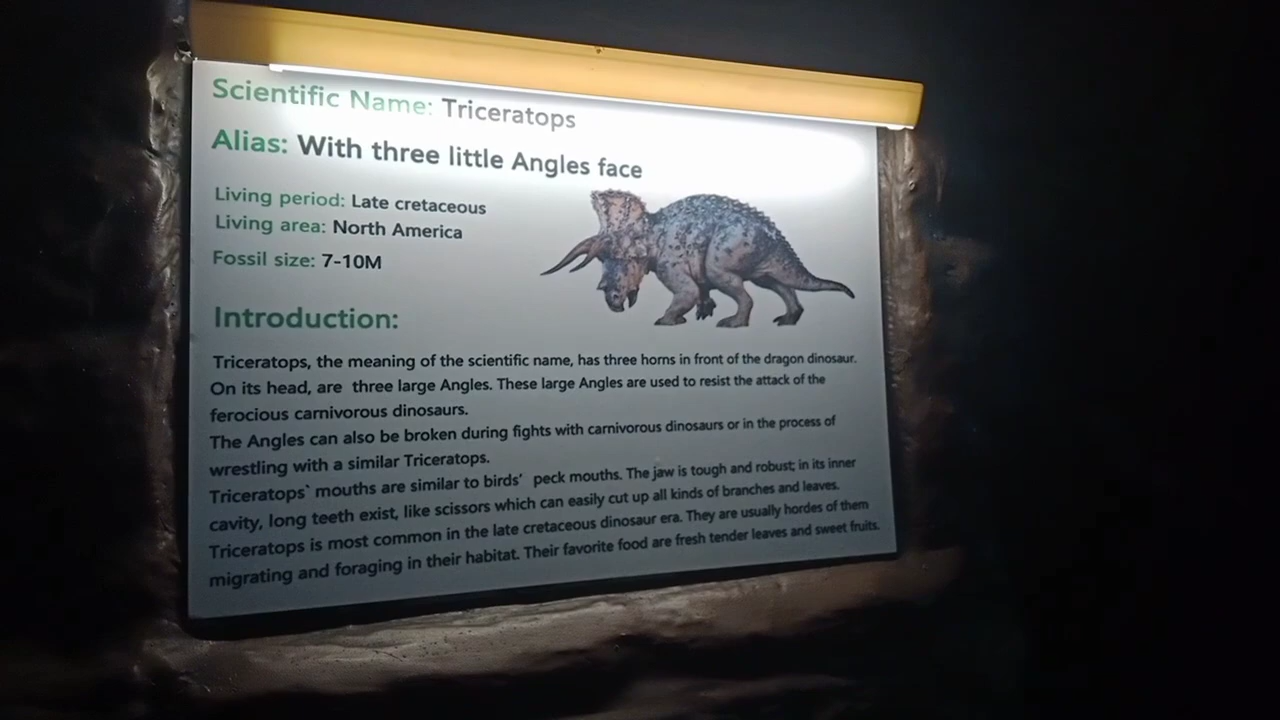 Scientific Name: Triceratops
Alias: With three little Angles face
Living period: Late cretaceous
Living area: North America
Fossil size: 7-10M
Introduction:
Triceratops, the meaning of the scientific name, has three horns in front of the dragon dinosaur.
On its head, are three large Angles. These large Angles are used to resist the attack of the
ferocious carnivorous dinosaurs.
The Angles can also be broken during fights with carnivorous dinosaurs or in the process of
wrestling with a similar Triceratops.
Triceratops` mouths are similar to birds' peck mouths. The jaw is tough and robust; in its inner
cavity, long teeth exist, like scissors which can easily cut up all kinds of branches and leaves.
Triceratops is most common in the late cretaceous dinosaur era. They are usually hordes of them
migrating and foraging in their habitat. Their favorite food are fresh tender leaves and sweet fruits.